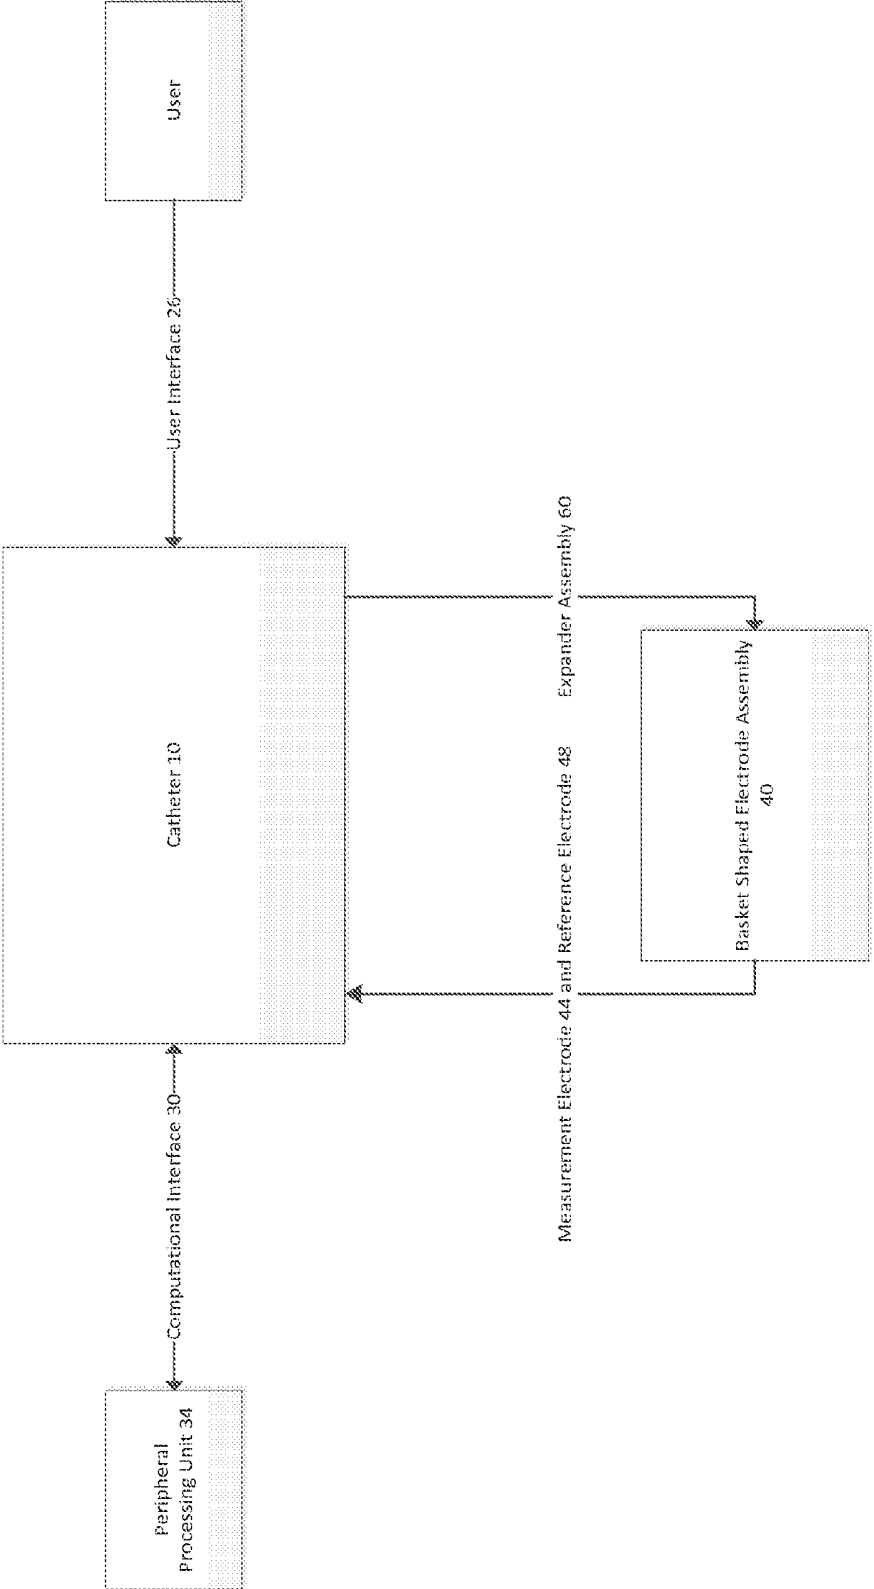 Peripheral
Processing Unit 34
Computational Interface 30
Catheter 10
User Interface 26
User
Measurement Electrode 44 and Reference Electrode 48
Expander Assembly 60
Basket Shaped Electrode Assembly
40